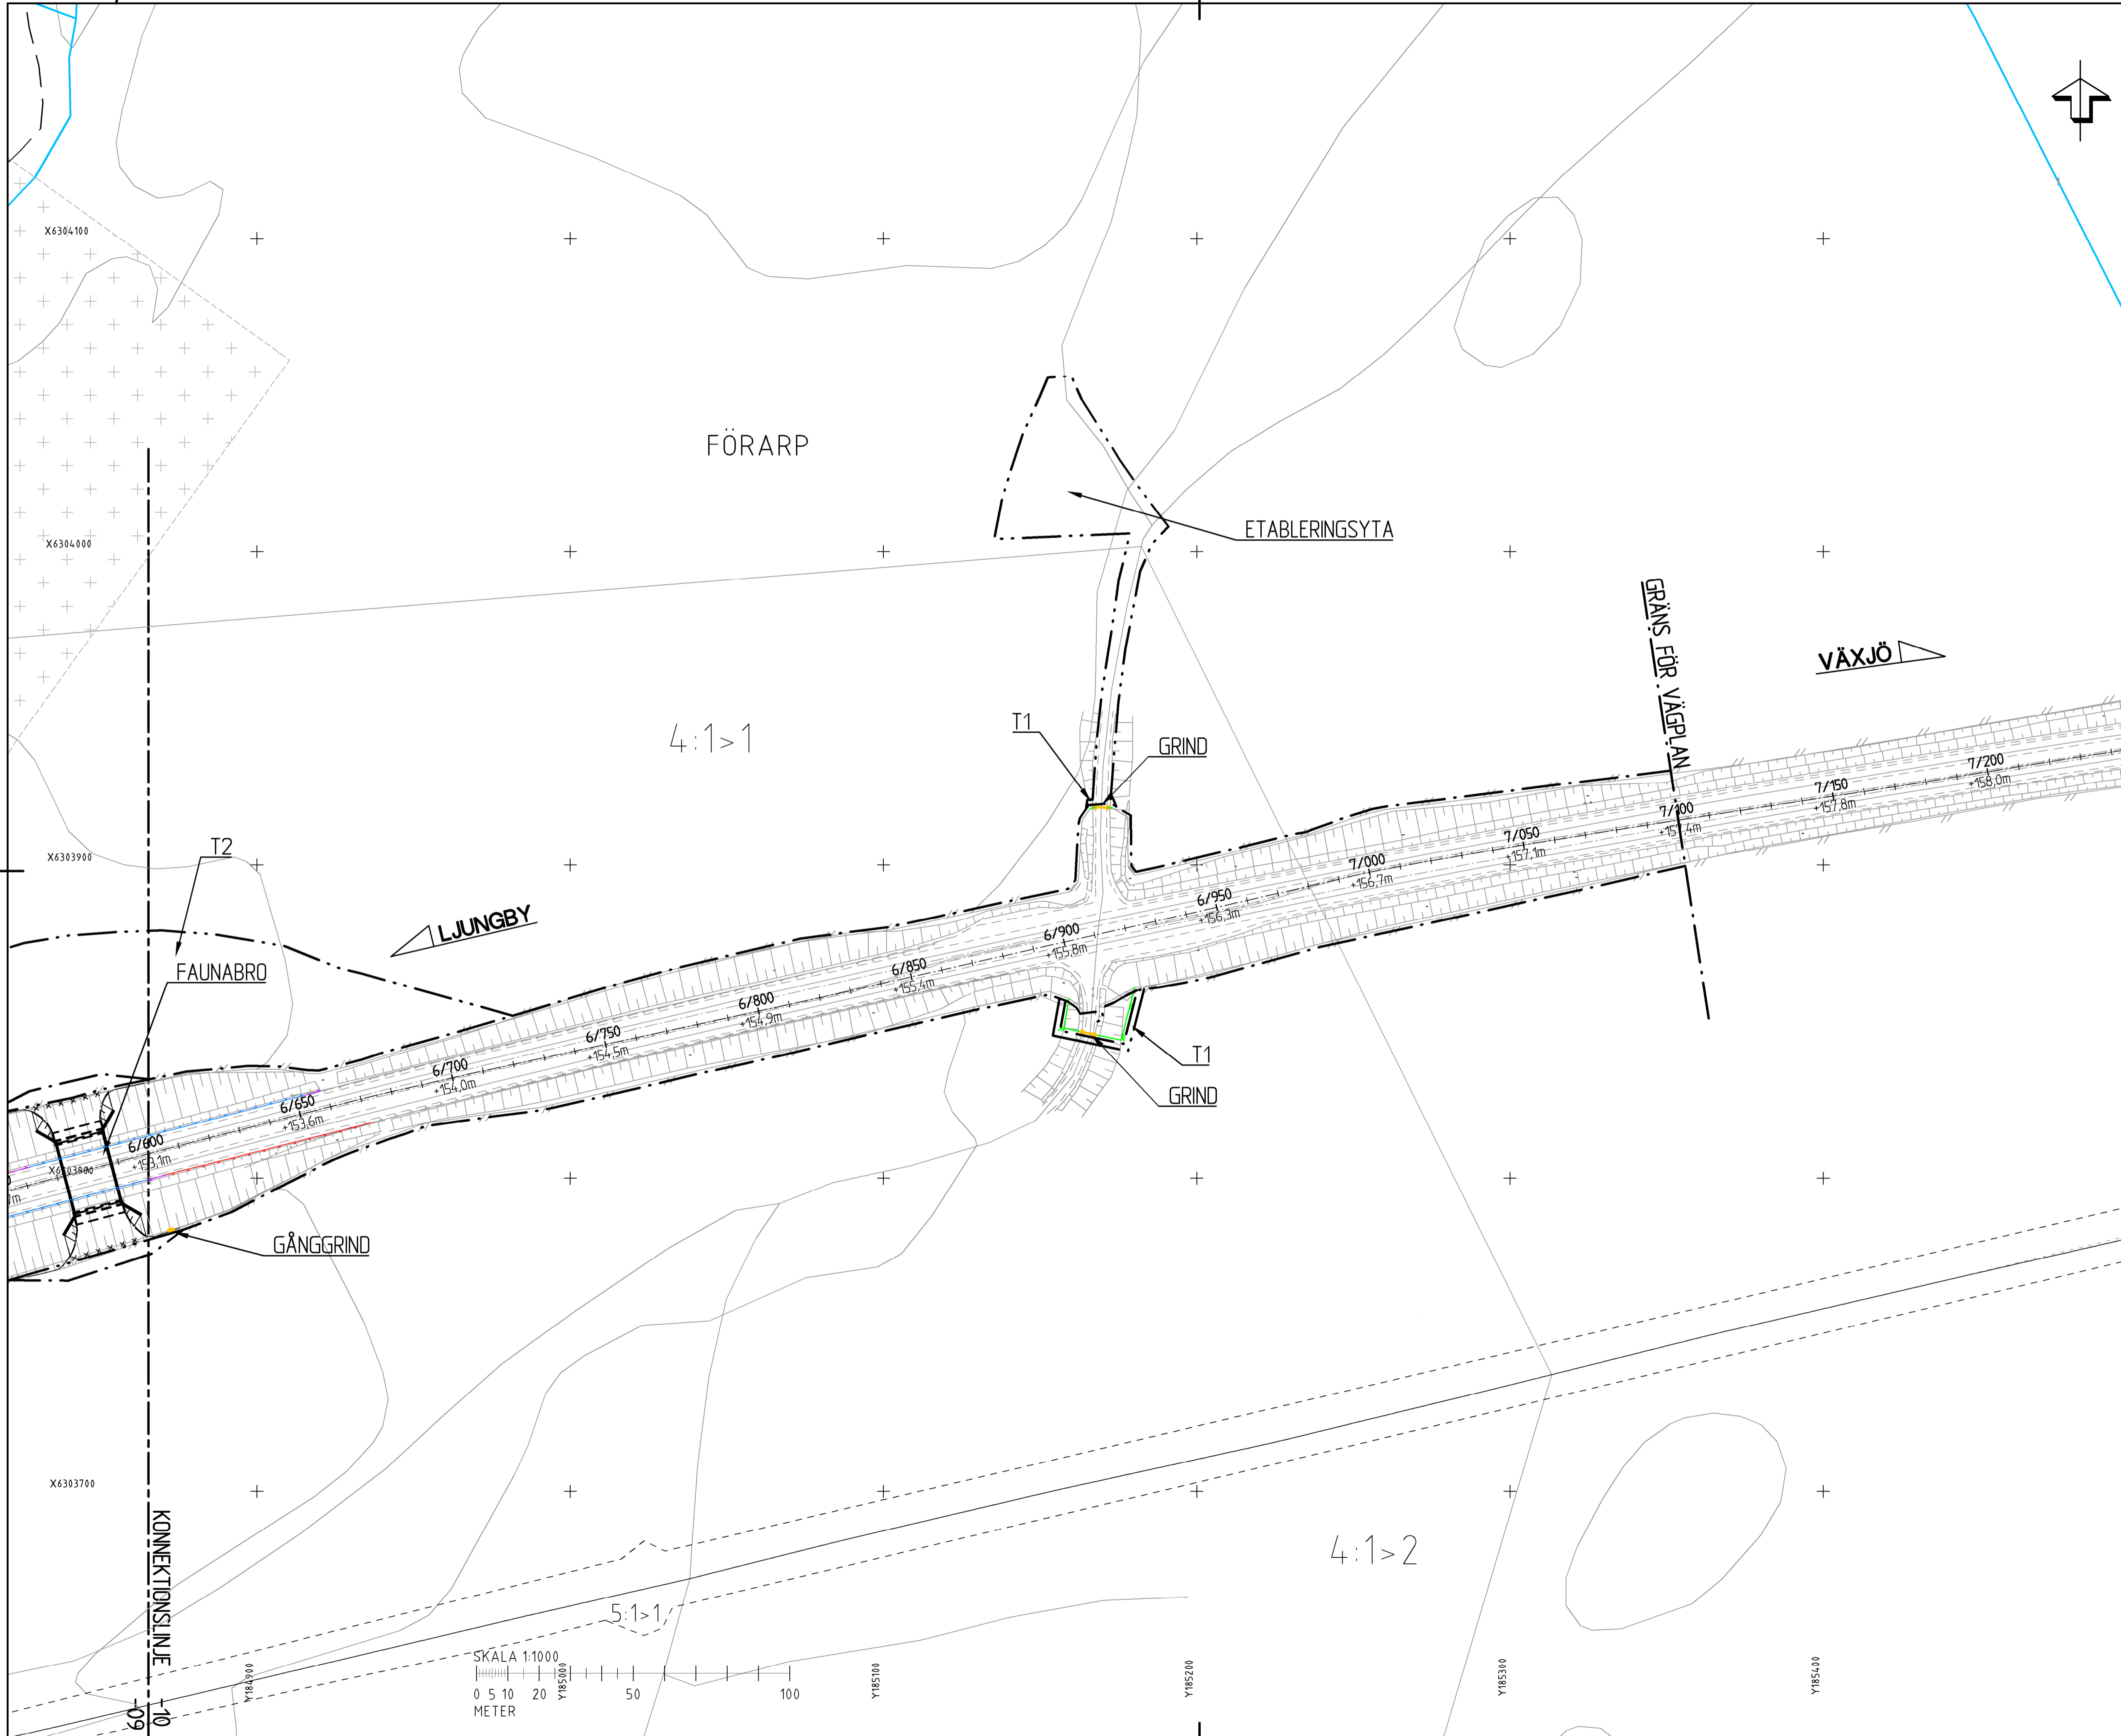 X6304100
FÖRARP
ETABLERINGSYTA
X6304000
GRÄNS FÖR VÄGPLAN
VÄXJÖ
4:1>1
T1
GRIND
7/200
+158,0m
7/150
+157,8m
7/100
7/050
+157,1m
7/000
+156,7m
T2
X6303900
6/950
+156,3m
LJUNGBY
6/900
+155,8m
FAUNABRO
6/850
+155,4m
6/800
+154,9m
6/750
+154,5m
T1
6/700
+154,0m
GRIND
6/650
+153,6m
6/600
+153,1m
X6303800
GÅNGGRIND
X6303700
KONNEKTIONSLINJE
4:1>2
5:1>1
SKALA 1:1000
0 5 10 20 50 100
METER
Y184900
Y185000
Y185100
Y185200
Y185300
Y185400
-10
-09